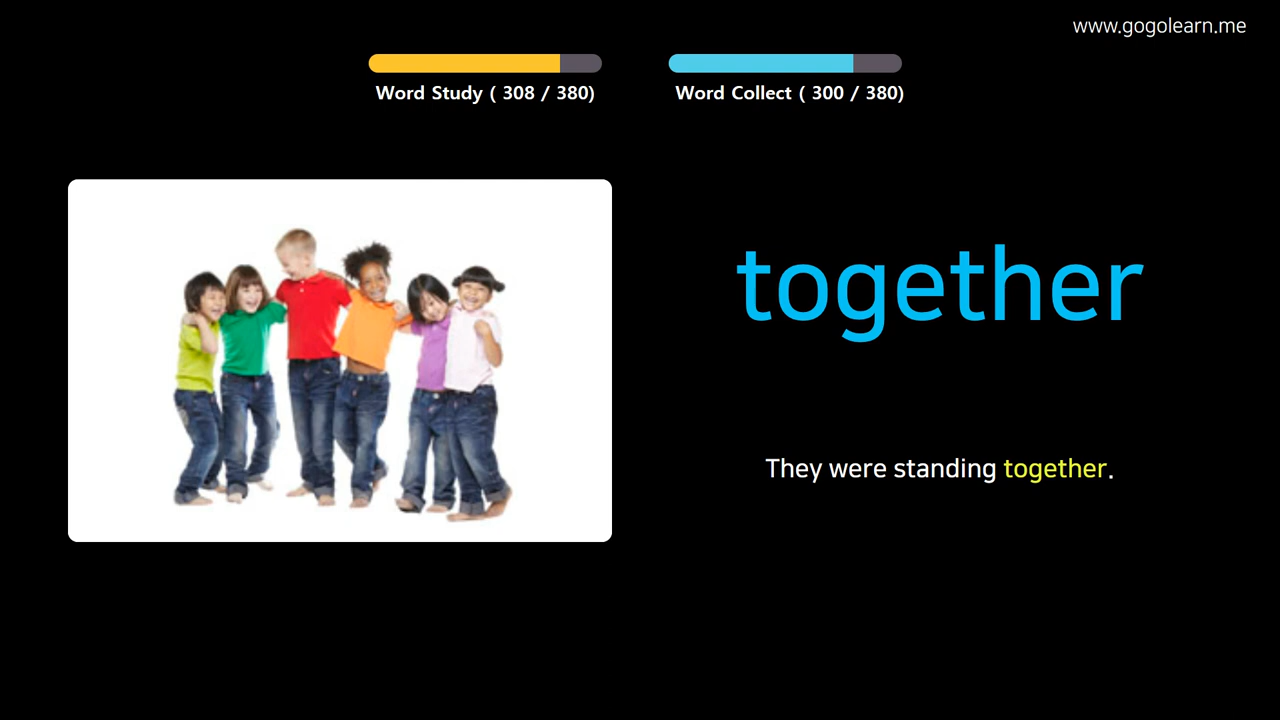 www.gogolearn.me
Word Study ( 308 / 380)
Word Collect ( 300 / 380)
together
They were standing together.